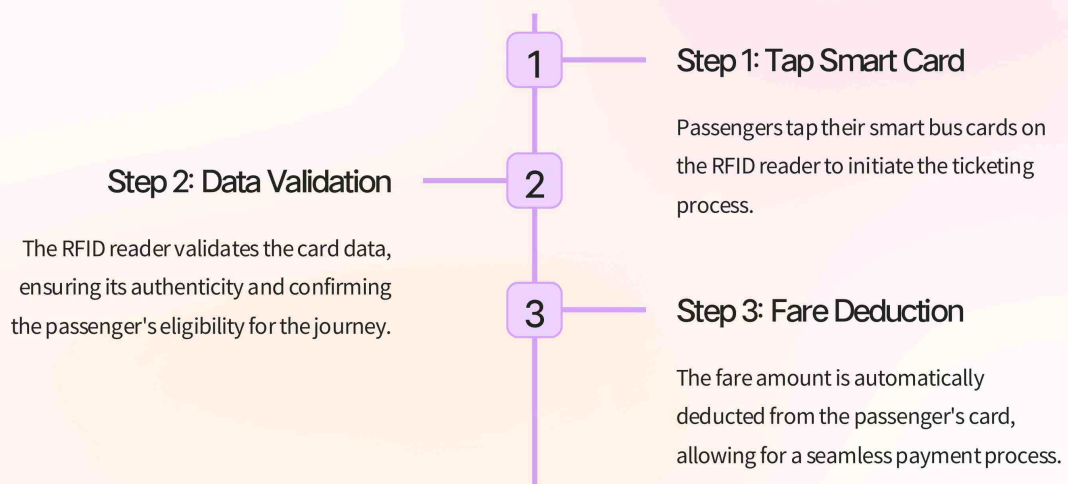 1
Step 1: Tap Smart Card
Passengers tap their smart bus cards on
the RFID reader to initiate the ticketing
process.
2
Step 2: Data Validation
The RFID reader validates the card data,
ensuring its authenticity and confirming
the passenger's eligibility for the journey.
3
Step 3: Fare Deduction
The fare amount is automatically
deducted from the passenger's card,
allowing for a seamless payment process.